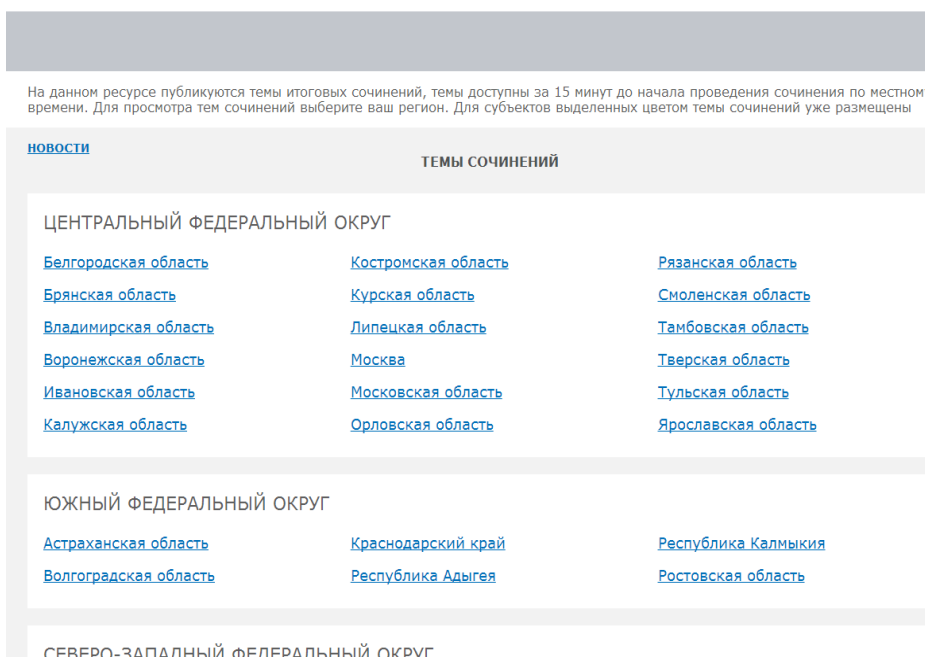 На данном ресурсе публикуются темы итоговых сочинений, темы доступны за 15 минут до начала проведения сочинения по
времени. Для просмотра тем сочинений выберите ваш регион. Для субъектов выделенных цветом темы сочинений уже размещены
НОВОСТИ
ТЕМЫ СОЧИНЕНИЙ
ЦЕНТРАЛЬНЫЙ ФЕДЕРАЛЬНЫЙ ОКРУГ
Белгородская область Костромская область Рязанская область
Брянская область Курская область Смоленская область
Владимирская область Липецкая область Тамбовская область
Воронежская область Москва Тверская область
Ивановская область Московская область Тульская область
Калужская область Орловская область Ярославская область
ЮЖНЫЙ ФЕДЕРАЛЬНЫЙ ОКРУГ
Астраханская область Краснодарский край Республика Калмыкия
Волгоградская область Республика Адыгея Ростовская область
СЕВЕРО-ЗАПАДНЫЙ ФЕДЕРАЛЬНЫЙ ОКРУГ